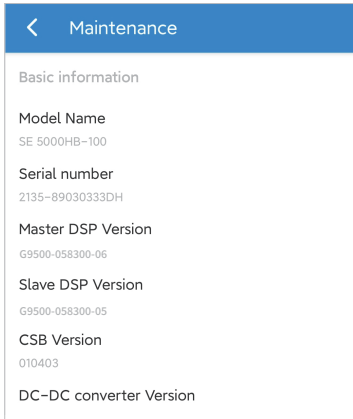 Maintenance
Basic information
Model Name
SE 5000HB-100
Serial number
2135-89030333DH
Master DSP Version
G9500-058300-06
Slave DSP Version
G9500-058300-05
CSB Version
010403
DC-DC converter Version